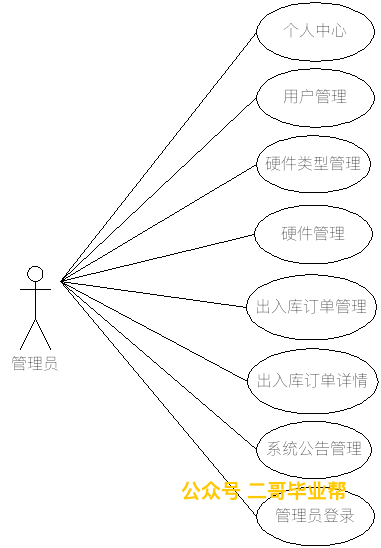 个人中心
用户管理
硬件类型管理
硬件管理
出入库订单管理
管理员
出入库订单详情
系统公告管理
公众号 二哥毕业帮
管理员登录